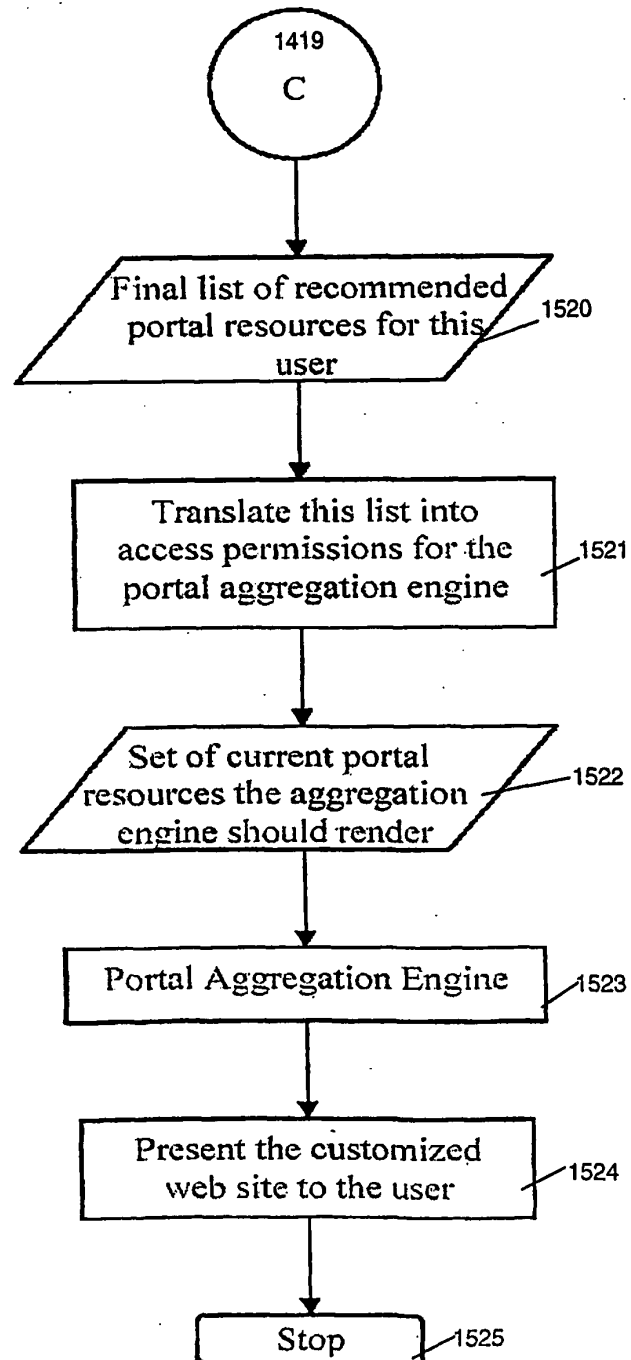 1419
C
Final list of recommended
portal resources for this
user
1520
Translate this list into
access permissions for the
portal aggregation engine
1521
Set of current portal
resources the aggregation
engine should render
1522
Portal Aggregation Engine
1523
Present the customized
web site to the user
1524
Stop
1525